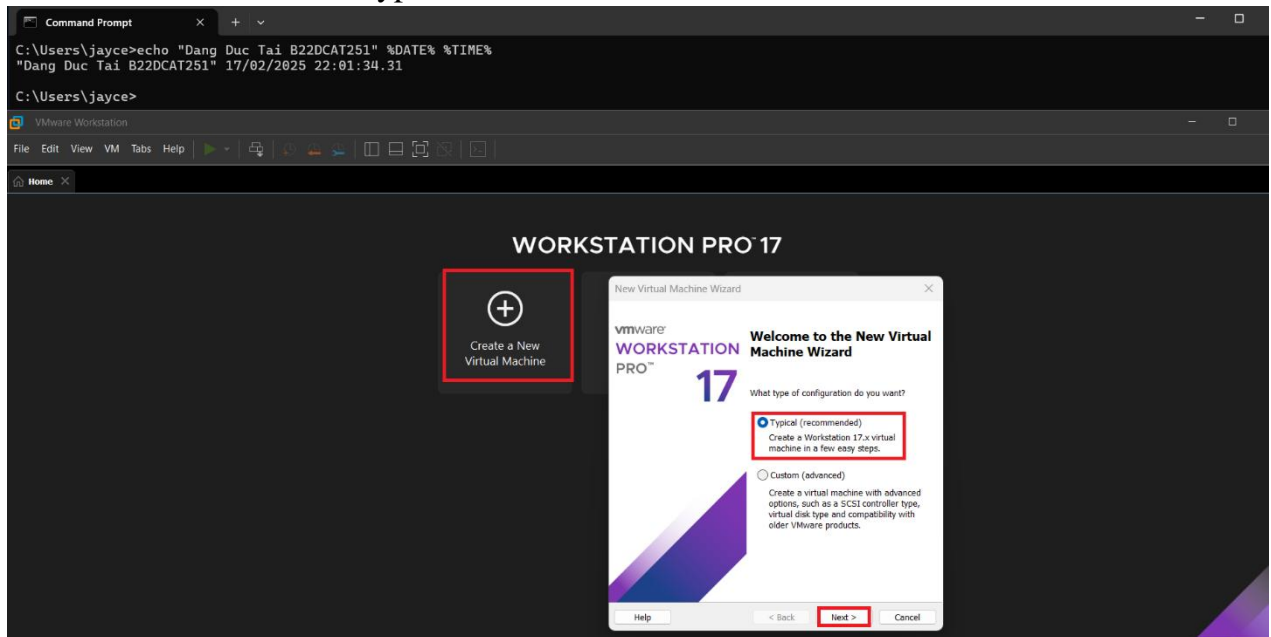 Command Prompt
C:\Users\jayce>echo "Dang Duc Tai B22DCAT251" %DATE% %TIME%
"Dang Duc Tai B22DCAT251" 17/02/2025 22:01:34.31
C:\Users\jayce>
VMware Workstation
File Edit View VM Tabs Help
Home
WORKSTATION PRO™ 17
Create a New
Virtual Machine
New Virtual Machine Wizard
vmware
WORKSTATION
PRO™
17
Welcome to the New Virtual
Machine Wizard
What type of configuration do you want?
Typical (recommended)
Create a Workstation 17.x virtual
machine in a few easy steps.
Custom (advanced)
Create a virtual machine with advanced
options, such as a SCSI controller type,
virtual disk type and compatibility with
older VMware products.
Help < Back Next > Cancel